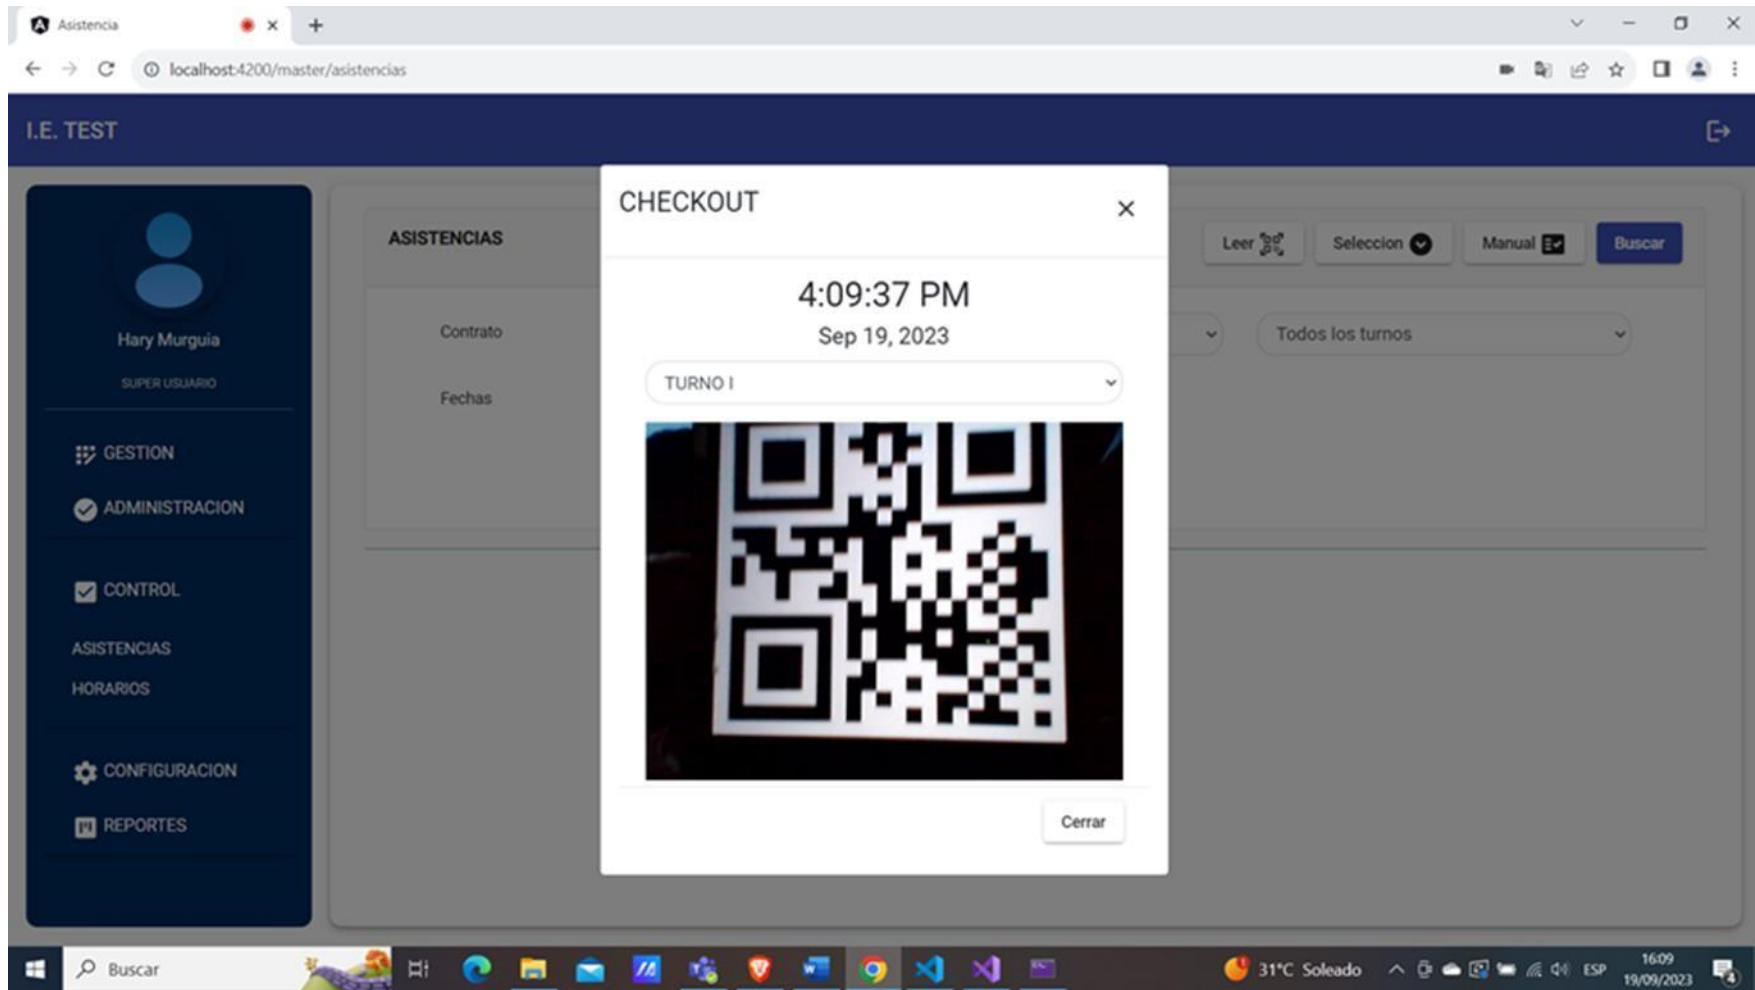 Asistencia
localhost:4200/master/asistencias
I.E. TEST
Hary Murguia
SUPER USUARIO
GESTION
ADMINISTRACION
CONTROL
ASISTENCIAS
HORARIOS
CONFIGURACION
REPORTES
ASISTENCIAS
Leer
Seleccion
Manual
Buscar
Contrato
Todos los turnos
Fechas
CHECKOUT
4:09:37 PM
Sep 19, 2023
TURNO I
Cerrar
Buscar
31°C Soleado
ESP
16:09
19/09/2023
4